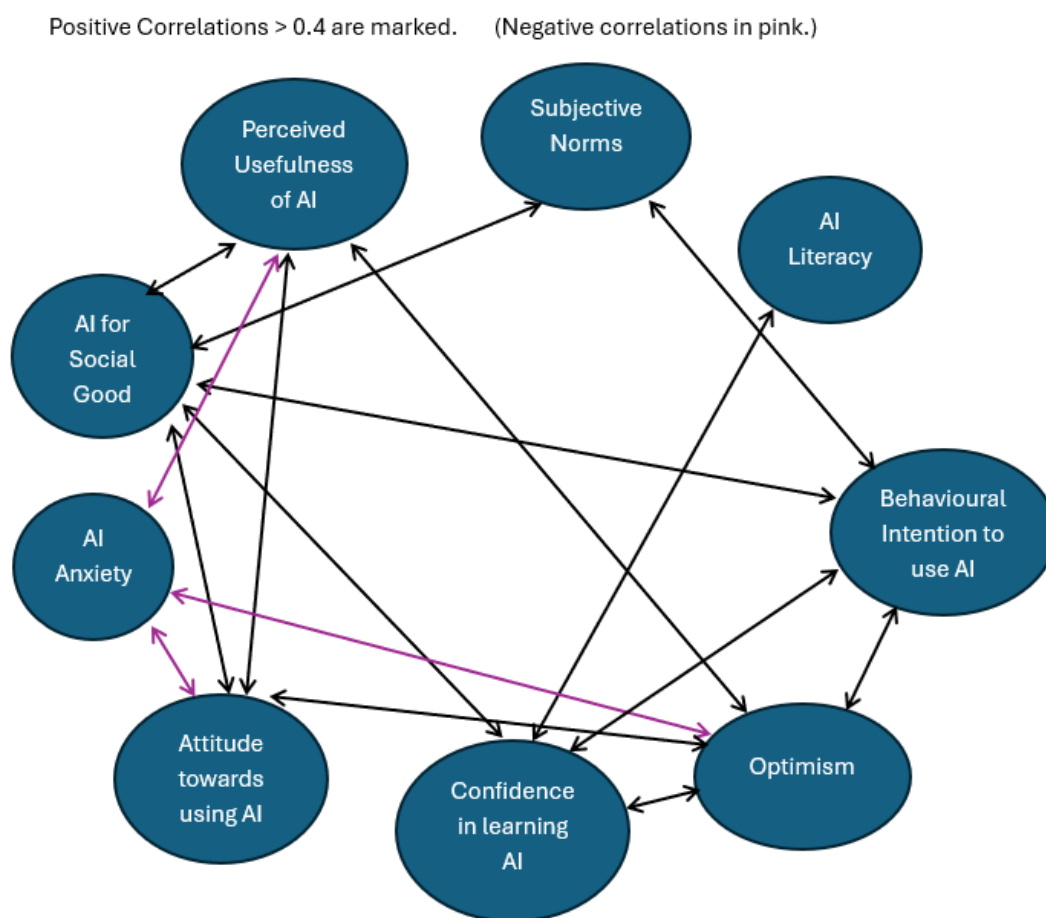 Positive Correlations > 0.4 are marked. (Negative correlations in pink.)
Perceived
Usefulness
of AI
Subjective
Norms
AI
Literacy
AI for
Social
Good
Behavioural
Intention to
use AI
AI
Anxiety
Attitude
towards
using AI
Confidence
in learning
AI
Optimism